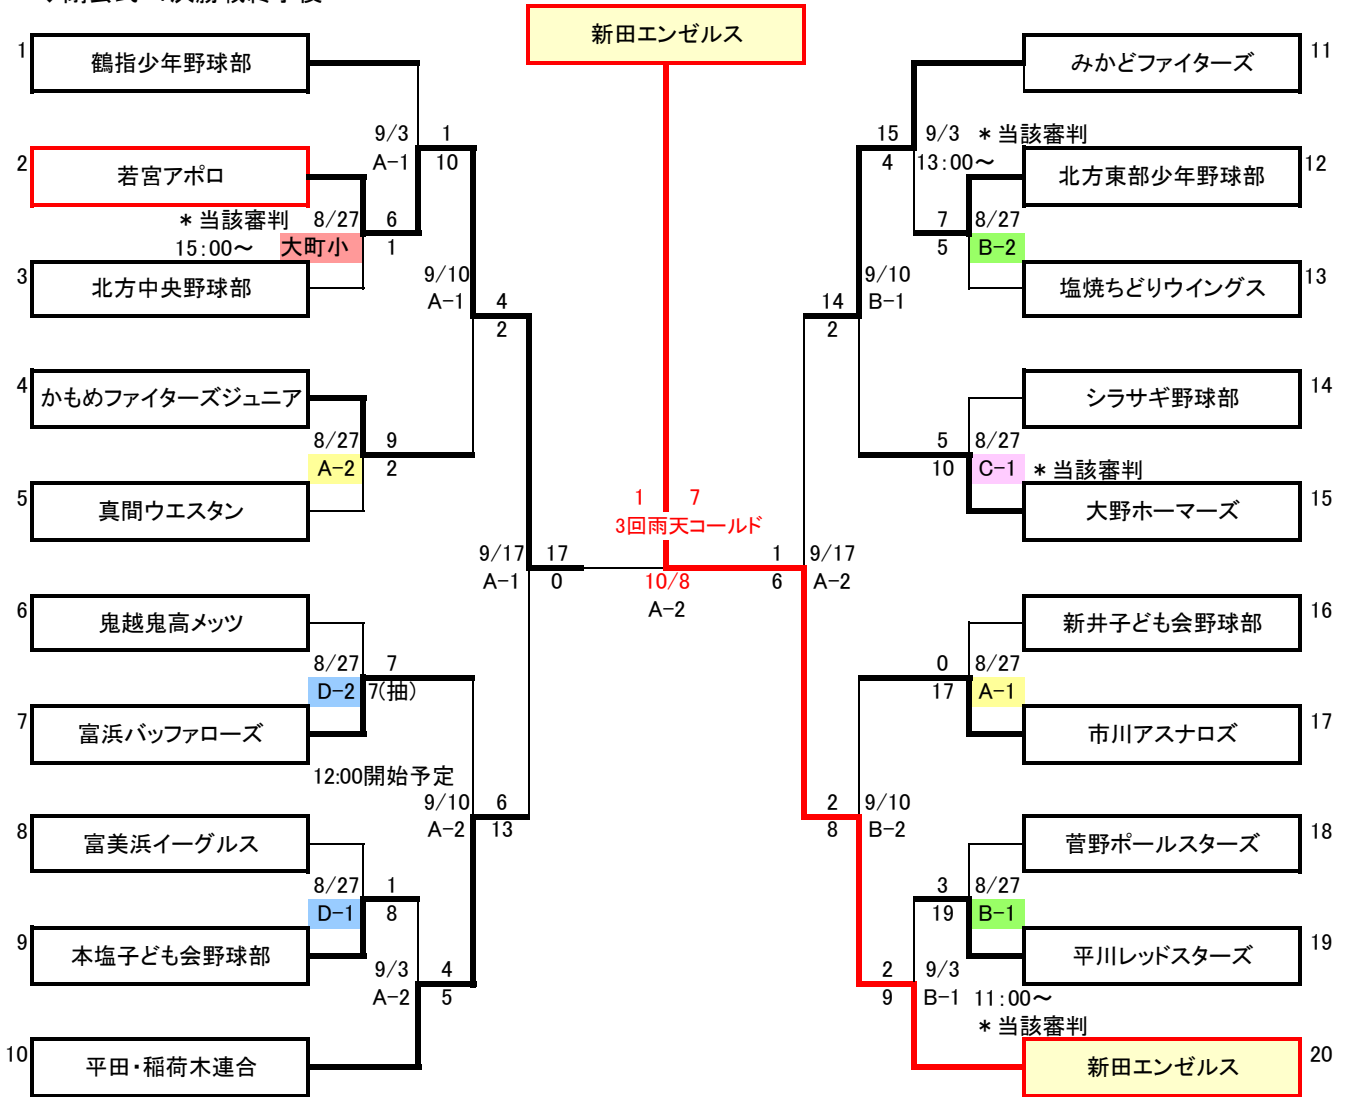 新田エンゼルス
1
鶴指少年野球部
9/3
1
A-1
10
2
若宮アポロ
*当該審判
8/27
6
15:00～
大町小
1
3
北方中央野球部
9/10
A-1
4
2
4
かもめファイターズジュニア
8/27
9
A-2
2
5
真間ウエスタン
9/17
17
A-1
0
6
鬼越鬼高メッツ
8/27
7
D-2
7(抽)
7
富浜バッファローズ
12:00開始予定
9/10
6
A-2
13
8
富美浜イーグルス
8/27
1
D-1
8
9
本塩子ども会野球部
9/3
4
A-2
5
10
平田・稲荷木連合
1 7
3回雨天コールド
10/8
A-2
みかどファイターズ
11
15
9/3
*当該審判
4
13:00～
北方東部少年野球部
12
7
8/27
5
B-2
塩焼ちどりウイングス
13
9/10
14
B-1
2
シラサギ野球部
14
5
8/27
10
C-1
*当該審判
大野ホーマーズ
15
1
9/17
6
A-2
新井子ども会野球部
16
0
8/27
17
A-1
市川アスナロズ
17
2
9/10
8
B-2
菅野ポールスターズ
18
3
8/27
19
B-1
平川レッドスターズ
19
2
9/3
9
B-1
11:00～
*当該審判
新田エンゼルス
20